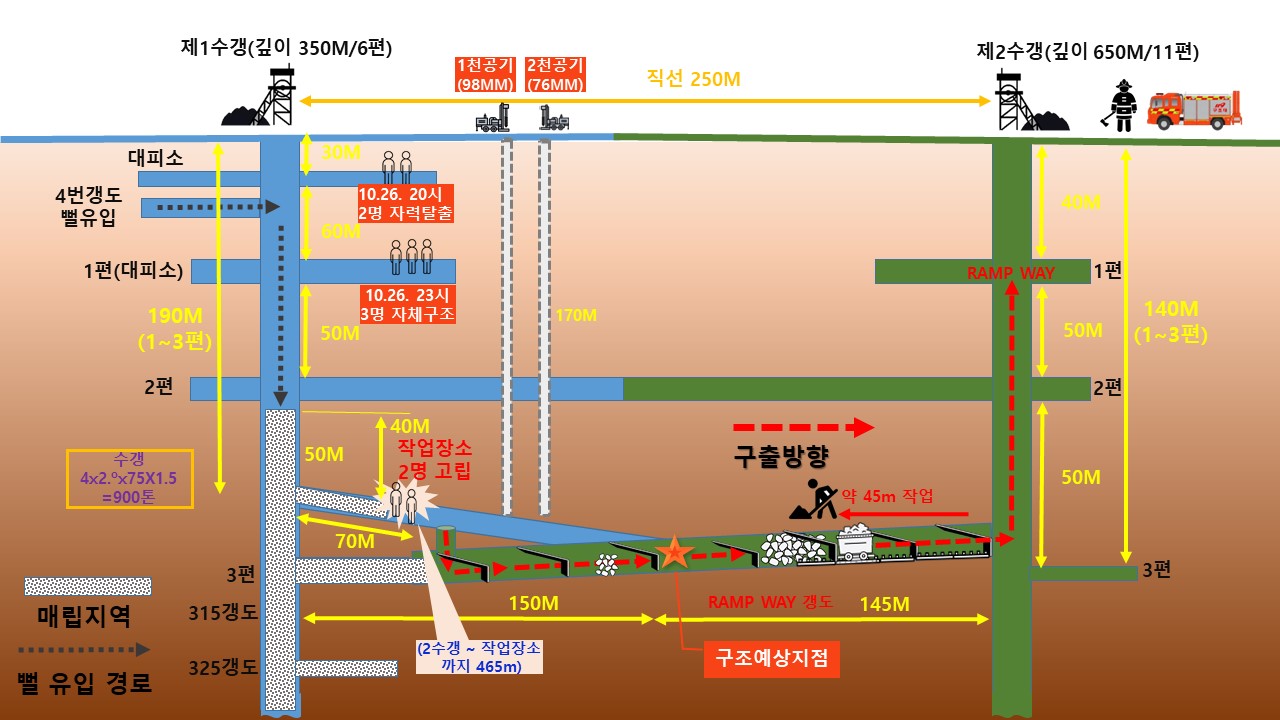 제1수갱(깊이 350M/6편)
1천공기
(98MM)
2천공기
(76MM)
직선 250M
제2수갱(깊이 650M/11편)
대피소
30M
4번갱도
뻘유입
10.26. 20시
2명 자력탈출
60M
40M
1편(대피소)
10.26. 23시
3명 자체구조
RAMP WAY
1편
190M
(1~3편)
50M
170M
50M
140M
(1~3편)
2편
2편
40M
작업장소
2명 고립
50M
구출방향
50M
수갱
=900톤
약 45m 작업
70M
3편
3편
매립지역
315갱도
150M
RAMP WAY 갱도
145M
(2수갱 ~ 작업장소
까지 465m)
구조예상지점
325갱도
뻘 유입 경로